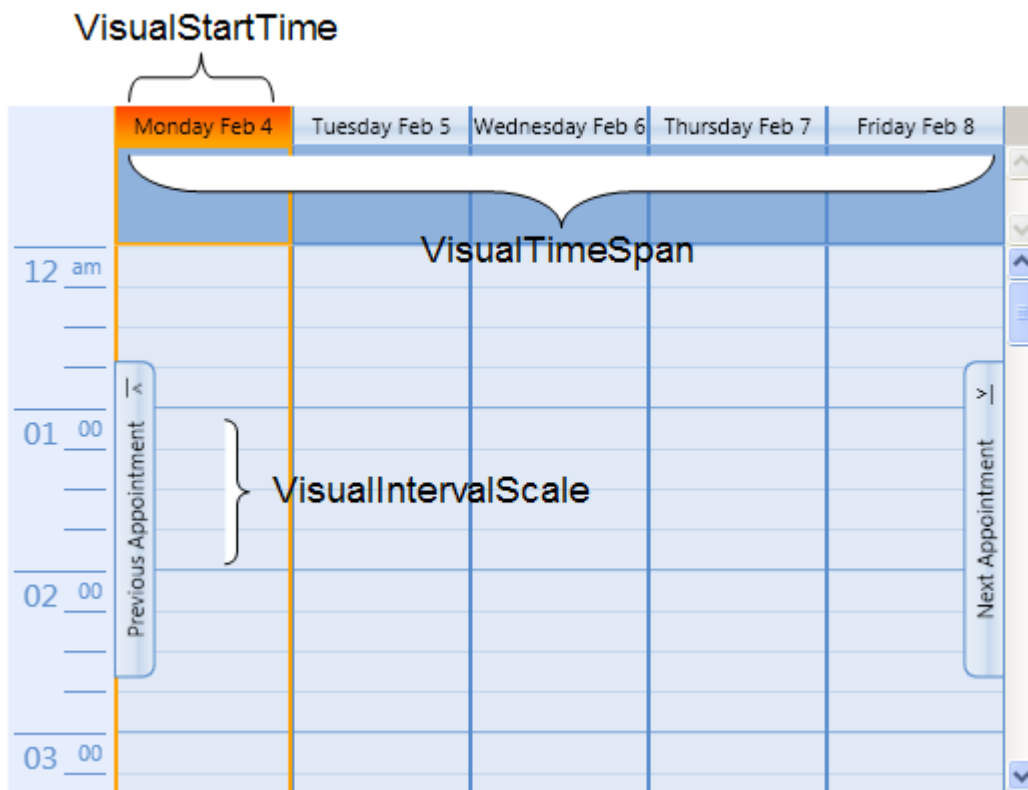 VisualStartTime
Monday Feb 4 Tuesday Feb 5 Wednesday Feb 6 Thursday Feb 7 Friday Feb 8
VisualTimeSpan
12 am
01 00
VisualIntervalScale
Previous Appointment
Next Appointment
02 00
03 00